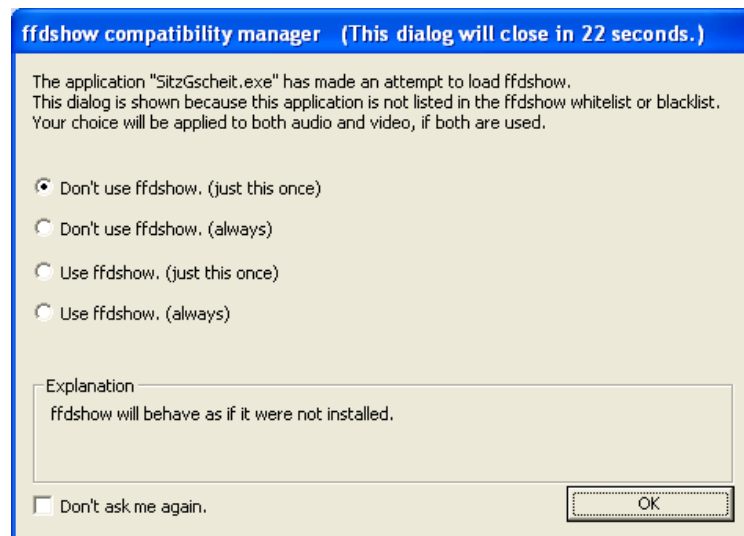 ffdshow compatibility manager (This dialog will close in 22 seconds.)
The application "SitzGscheit.exe" has made an attempt to load ffdshow.
This dialog is shown because this application is not listed in the ffdshow whitelist or blacklist.
Your choice will be applied to both audio and video, if both are used.
Don't use ffdshow. (just this once)
Don't use ffdshow. (always)
Use ffdshow. (just this once)
Use ffdshow. (always)
Explanation
ffdshow will behave as if it were not installed.
Don't ask me again.
OK